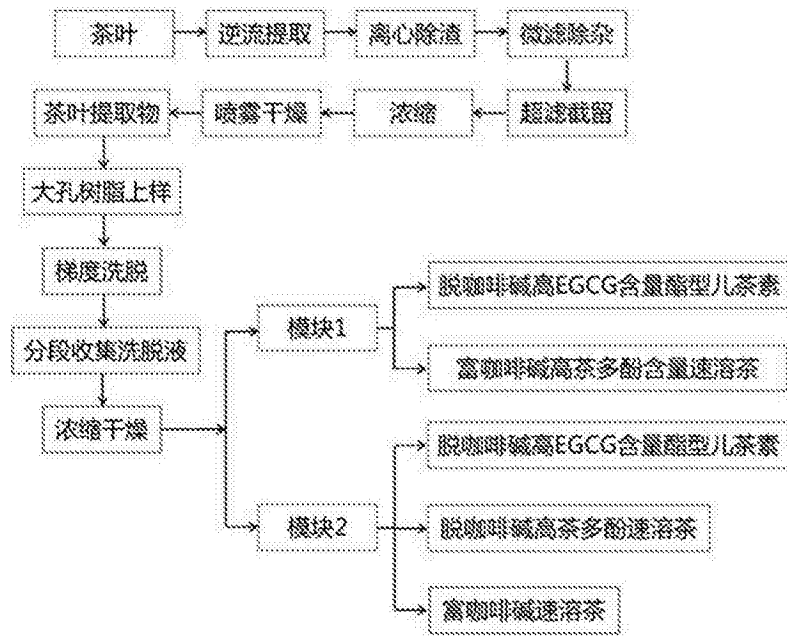 茶叶
逆流提取
离心除渣
微滤除杂
茶叶提取物
喷雾干燥
浓缩
超滤截留
大孔树脂上样
梯度洗脱
分段收集洗脱液
浓缩干燥
模块1
脱咖啡碱高EGCG含量酯型儿茶素
富咖啡碱高茶多酚含量速溶茶
模块2
脱咖啡碱高EGCG含量酯型儿茶素
脱咖啡碱高茶多酚速溶茶
富咖啡碱速溶茶